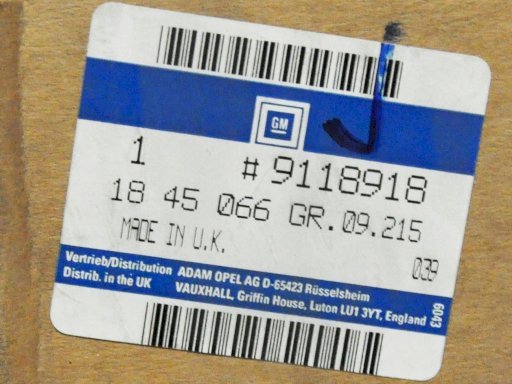 GM
1 # 9118918
18 45 066 GR.09.215
MADE IN U.K.
039
Vertrieb/Distribution ADAM OPEL AG D-65423 Rüsselsheim
Distrib. in the UK VAUXHALL, Griffin House, Luton LU1 3YT, England
6043